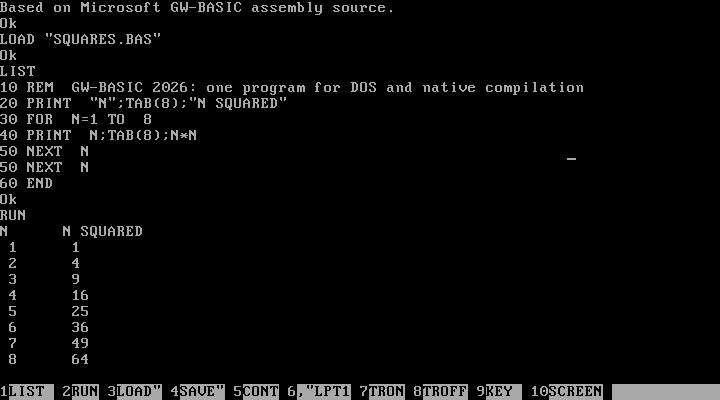 Based on Microsoft GW-BASIC assembly source.
Ok
LOAD "SQUARES.BAS"
Ok
LIST
10 REM  GW-BASIC 2026: one program for DOS and native compilation
20 PRINT  "N";TAB(8);"N SQUARED"
30 FOR  N=1 TO  8
40 PRINT  N;TAB(8);N*N
50 NEXT  N
50 NEXT  N
60 END
Ok
RUN
N       N SQUARED
 1       1
 2       4
 3       9
 4       16
 5       25
 6       36
 7       49
 8       64
1LIST  2RUN 3LOAD" 4SAVE" 5CONT 6,"LPT1 7TRON 8TROFF 9KEY  10SCREEN